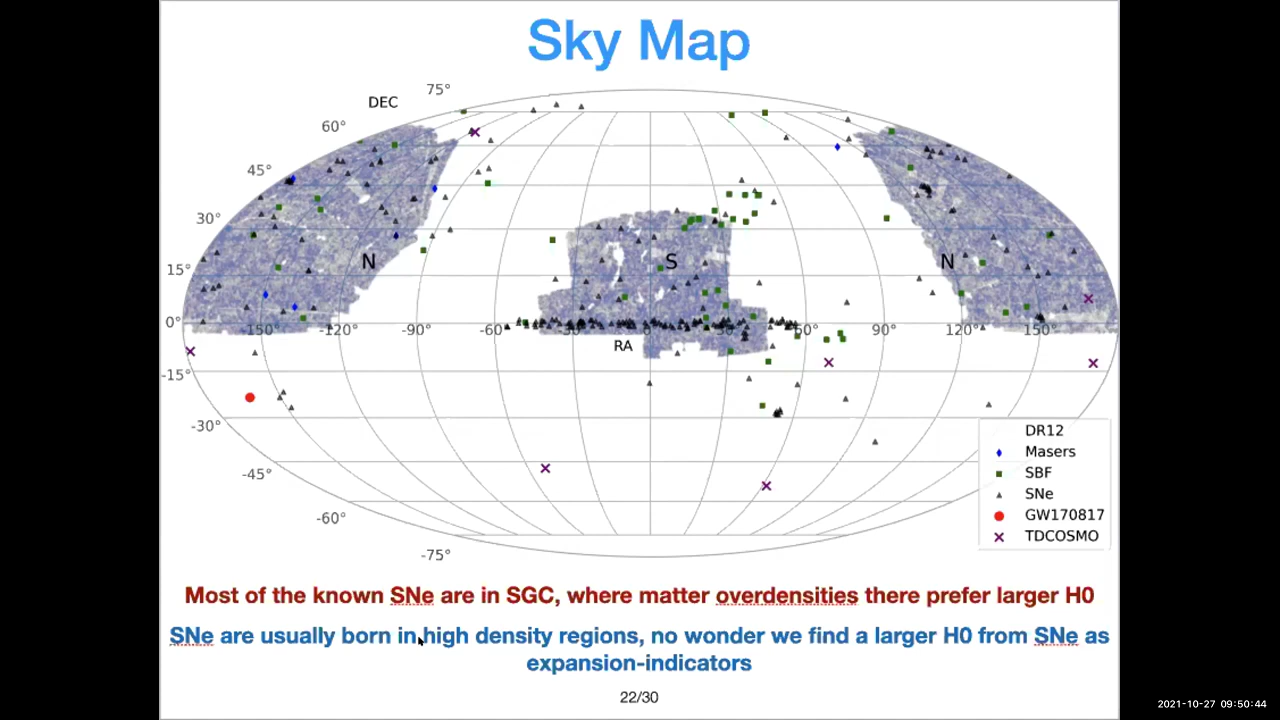 Sky Map
DEC
75°
60°
45°
30°
15°
0°
-15°
-30°
-45°
-60°
-75°
N
S
N
-150°
-120°
-90°
-60
-30
0
30
60°
90°
120°
150°
RA
DR12
Masers
SBF
SNe
GW170817
TDCOSMO
Most of the known SNe are in SGC, where matter overdensities there prefer larger H0
SNe are usually born in high density regions, no wonder we find a larger H0 from SNe as
expansion-indicators
22/30
2021-10-27 09:50:44